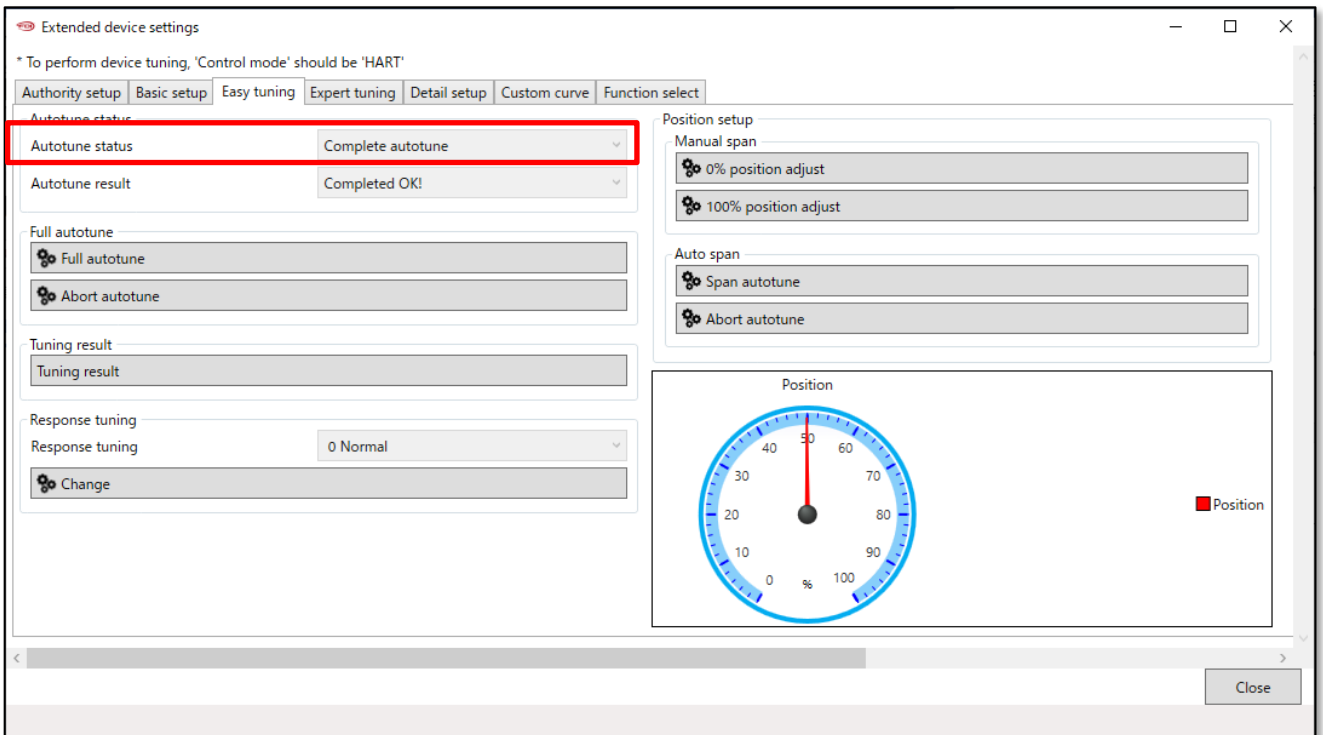 Extended device settings
* To perform device tuning, 'Control mode' should be 'HART'
Authority setup Basic setup Easy tuning Expert tuning Detail setup Custom curve Function select
Autotune status
Autotune status Complete autotune
Autotune result Completed OK!
Full autotune
Full autotune
Abort autotune
Tuning result
Tuning result
Response tuning
Response tuning 0 Normal
Change
Position setup
Manual span
0% position adjust
100% position adjust
Auto span
Span autotune
Abort autotune
Position
50
40 60
30 70
20 80
10 90
0 % 100
Position
Close